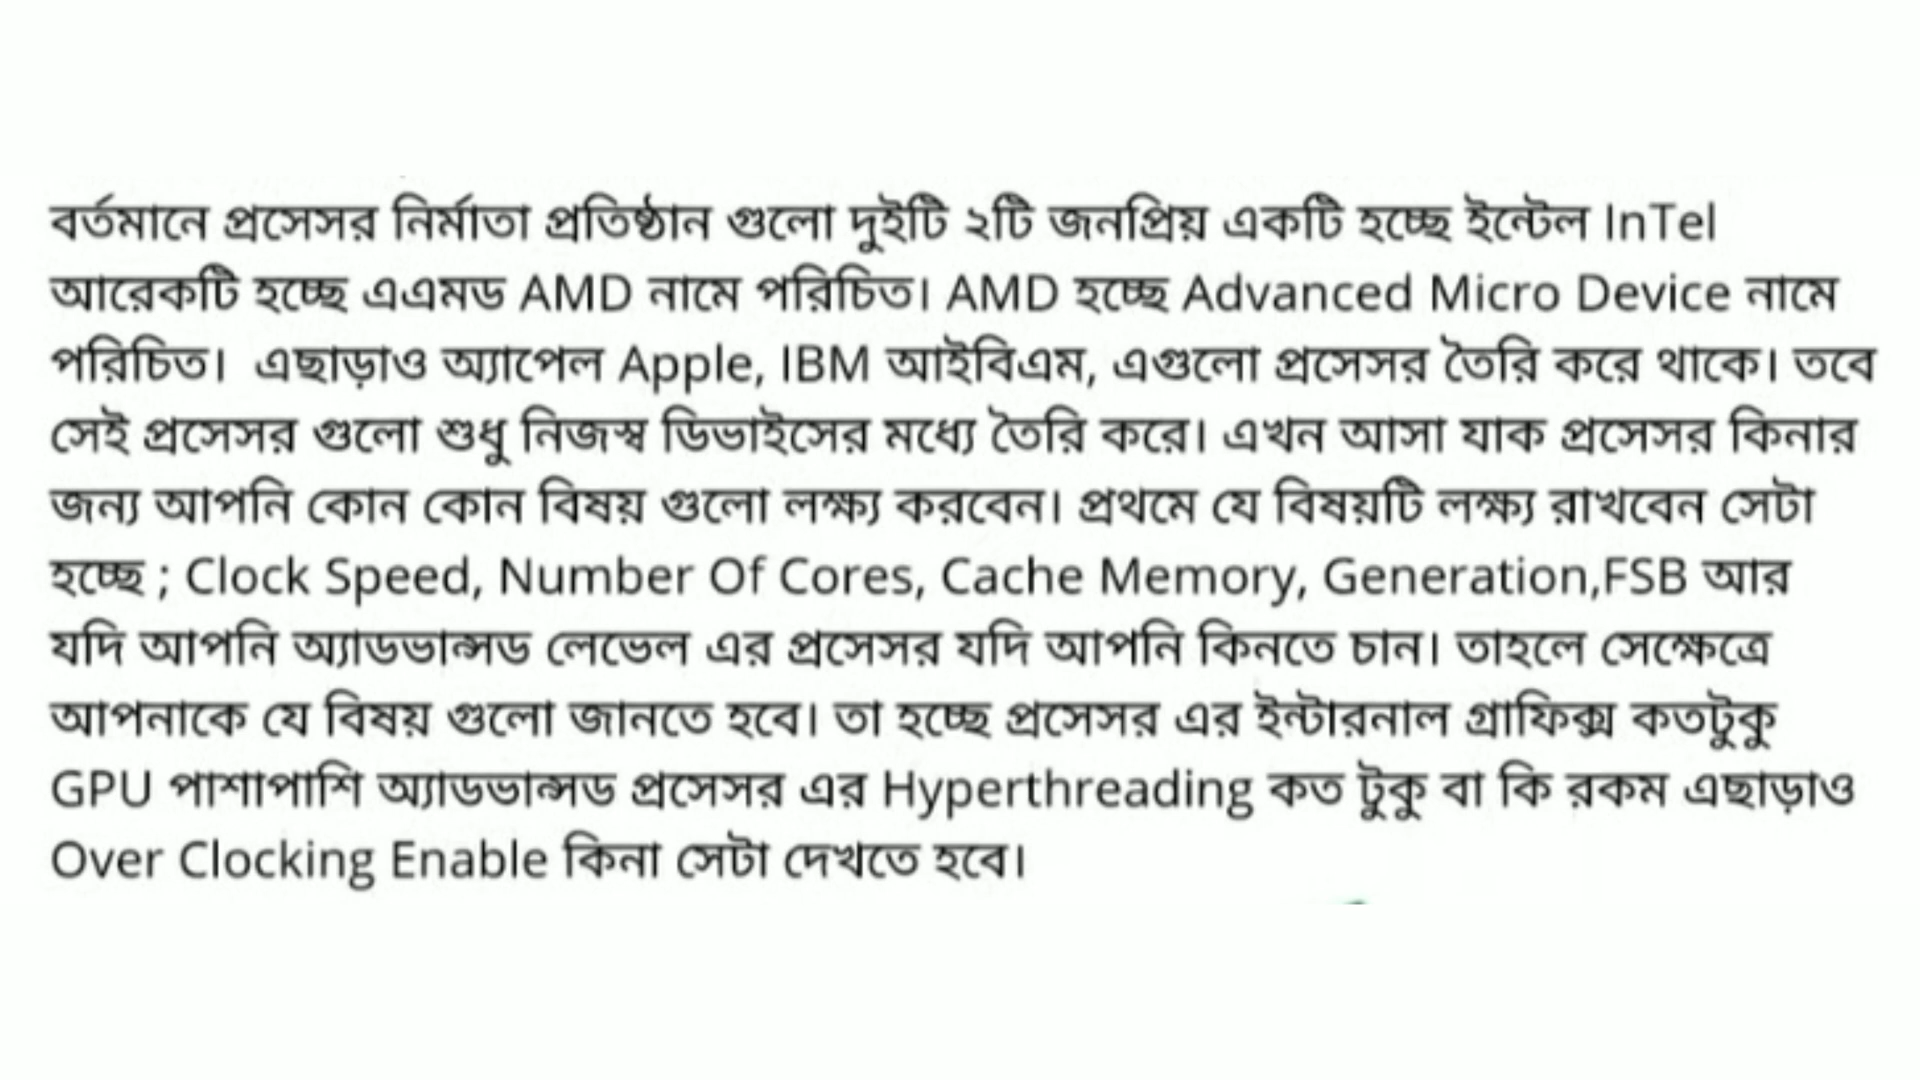 বর্তমানে প্রসেসর নির্মাতা প্রতিষ্ঠান গুলো দুইটি ২টি জনপ্রিয় একটি হচ্ছে ইন্টেল InTel
আরেকটি হচ্ছে এএমড AMD নামে পরিচিত। AMD হচ্ছে Advanced Micro Device নামে
পরিচিত। এছাড়াও অ্যাপেল Apple, IBM আইবিএম, এগুলো প্রসেসর তৈরি করে থাকে। তবে
সেই প্রসেসর গুলো শুধু নিজস্ব ডিভাইসের মধ্যে তৈরি করে। এখন আসা যাক প্রসেসর কিনার
জন্য আপনি কোন কোন বিষয় গুলো লক্ষ্য করবেন। প্রথমে যে বিষয়টি লক্ষ্য রাখবেন সেটা
হচ্ছে ; Clock Speed, Number Of Cores, Cache Memory, Generation,FSB আর
যদি আপনি অ্যাডভান্সড লেভেল এর প্রসেসর যদি আপনি কিনতে চান। তাহলে সেক্ষেত্রে
আপনাকে যে বিষয় গুলো জানতে হবে। তা হচ্ছে প্রসেসর এর ইন্টারনাল গ্রাফিক্স কতটুকু
GPU পাশাপাশি অ্যাডভান্সড প্রসেসর এর Hyperthreading কত টুকু বা কি রকম এছাড়াও
Over Clocking Enable কিনা সেটা দেখতে হবে।